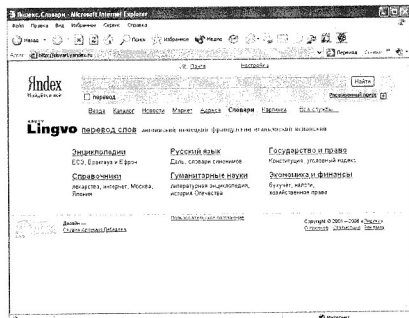 Яндекс.Словари - Microsoft Internet Explorer
Файл Правка Вид Избранное Сервис Справка
Назад Поиск Избранное Медиа
Переход Ссылки
Почта Настройка
Яndex
Найти
перевод
Везде Каталог Новости Маркет Адреса Словари Картинки Все службы...
Lingvo перевод слов английский немецкий французский итальянский испанский
Энциклопедии Русский язык Государство и право
БСЭ, Брокгауз и Ефрон Даль, словари синонимов Конституция, уголовный кодекс
Справочники Гуманитарные науки Экономика и финансы
лекарства, интернет, Москва, Япония литературная энциклопедия, история Отечества бухучет, налоги, хозяйственное право
Дизайн —
Студия Артемия Лебедева
Пользовательское соглашение
Copyright © 2001—2006 «Яндекс»
Статистика Реклама
Интернет